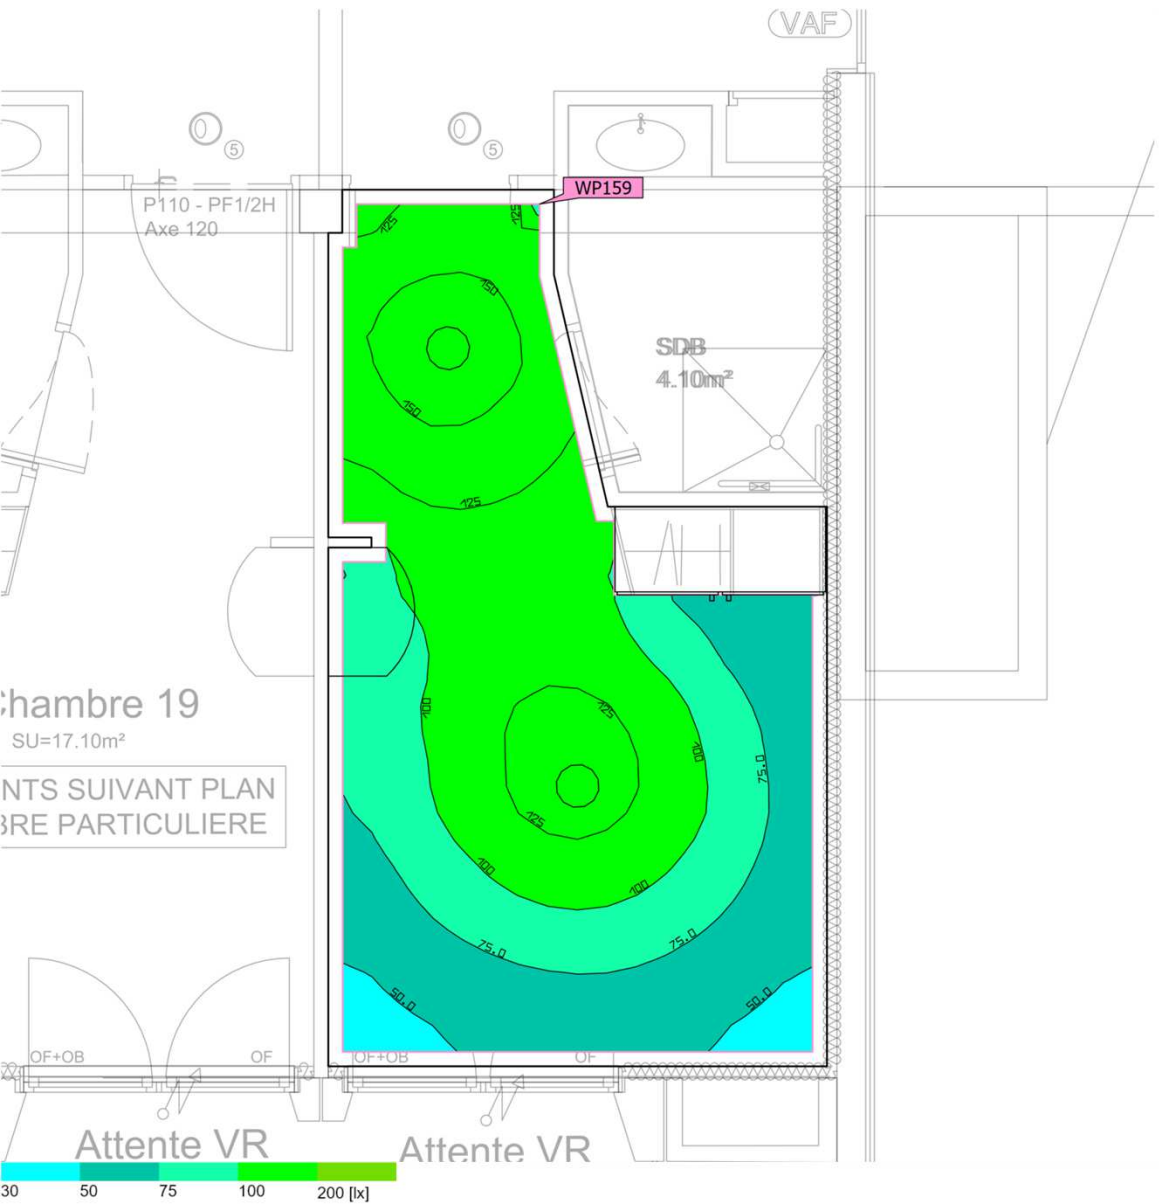 VAF
5
5
WP159
P110 - PF1/2H
Axe 120
125
125
150
SDB
4.10m²
150
125
Chambre 19
SU=17.10m²
100
125
100
75.0
NTS SUIVANT PLAN
BRE PARTICULIERE
125
100
100
75.0
75.0
50.0
50.0
OF+OB
OF
OF+OB
OF
Attente VR
Attente VR
30 50 75 100 200 [lx]